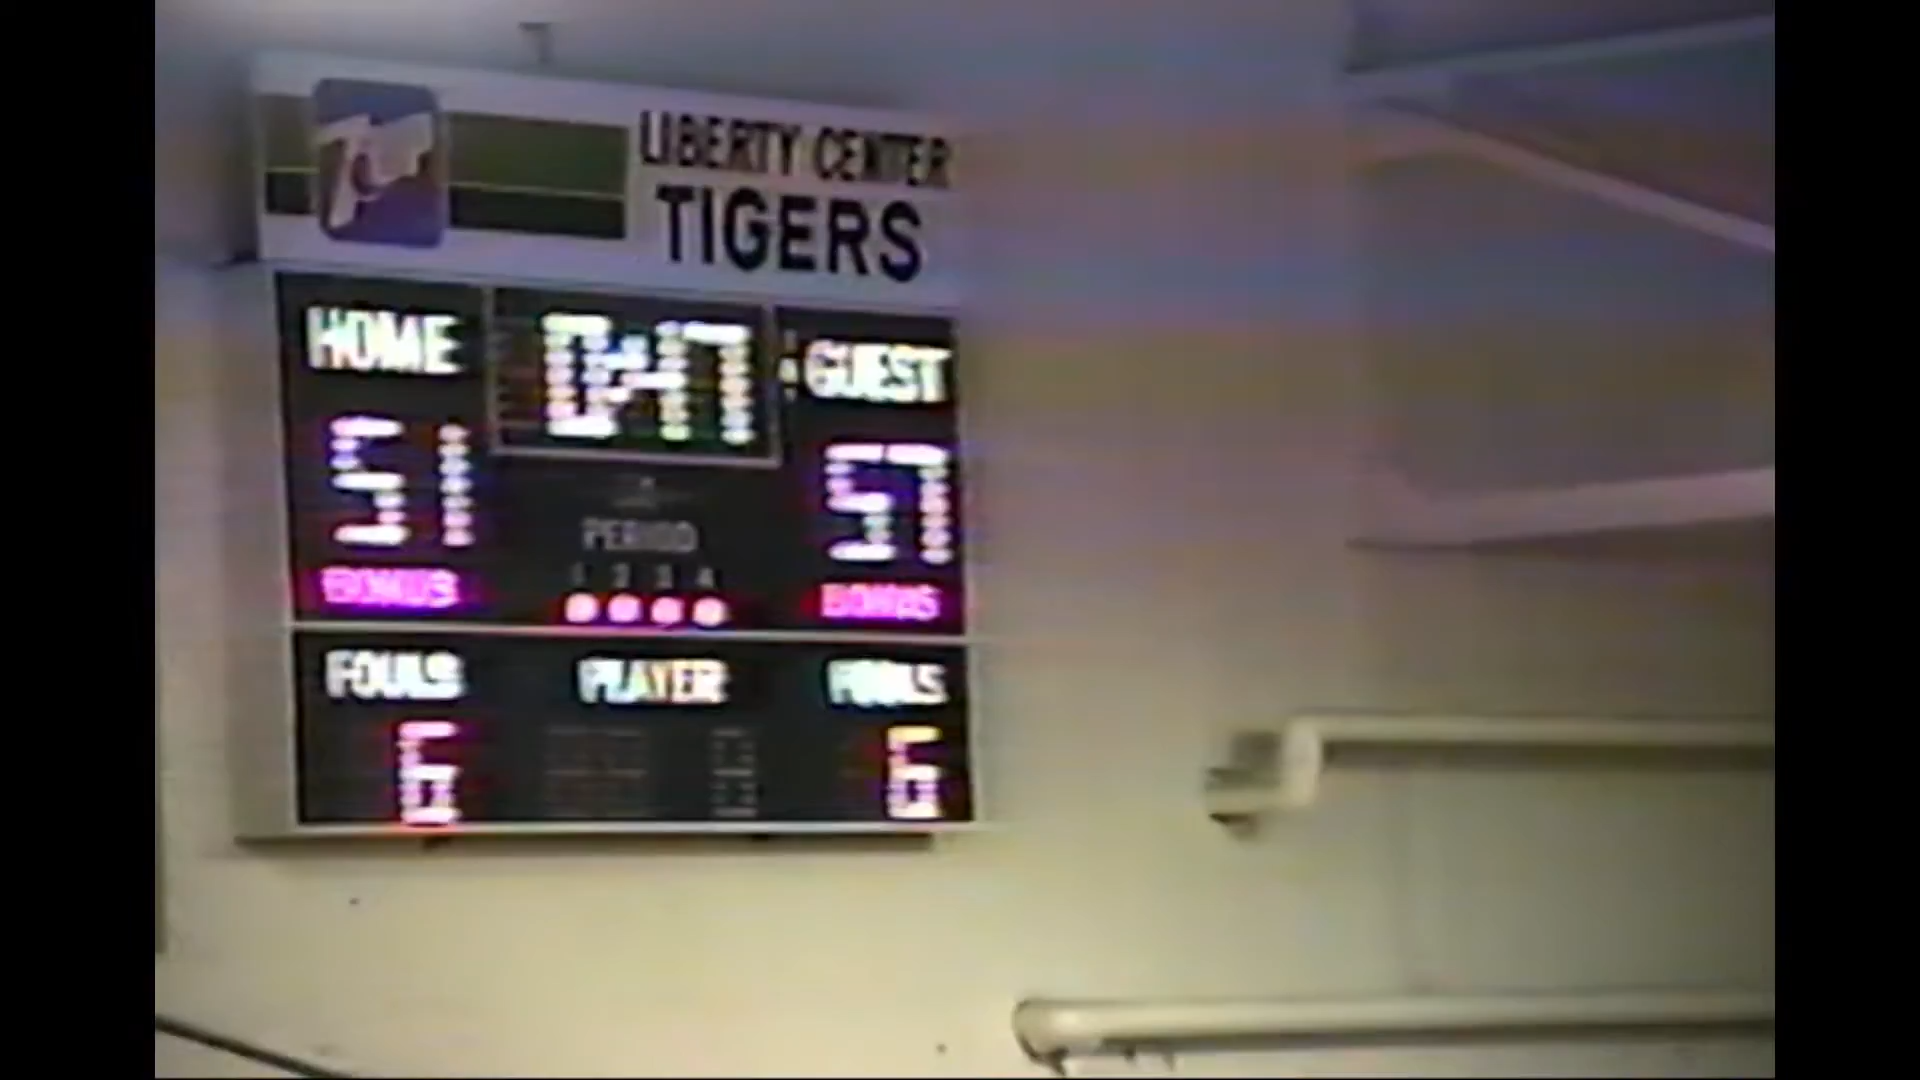 7UP
LIBERTY CENTER
TIGERS
HOME 0:47 GUEST
51 57
PERIOD
1 2 3 4
BONUS BONUS
FOULS PLAYER FOULS
6 6